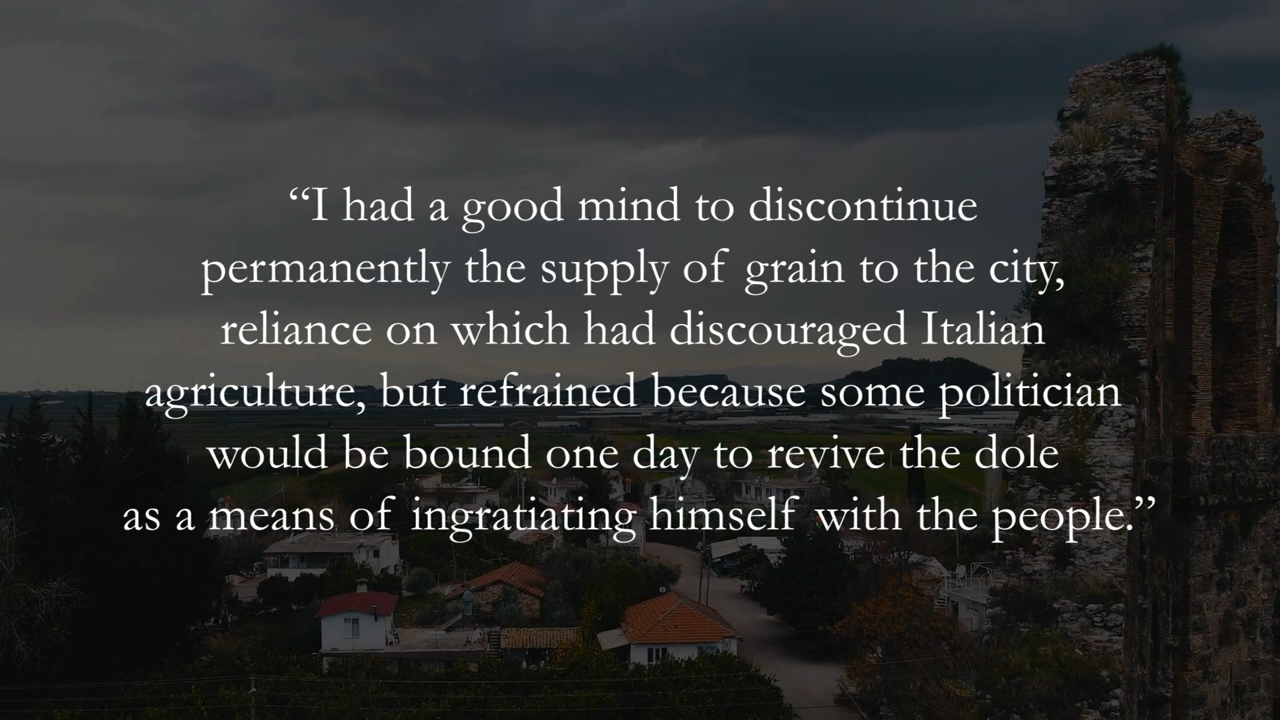 “I had a good mind to discontinue
permanently the supply of grain to the city,
reliance on which had discouraged Italian
agriculture, but refrained because some politician
would be bound one day to revive the dole
as a means of ingratiating himself with the people.”